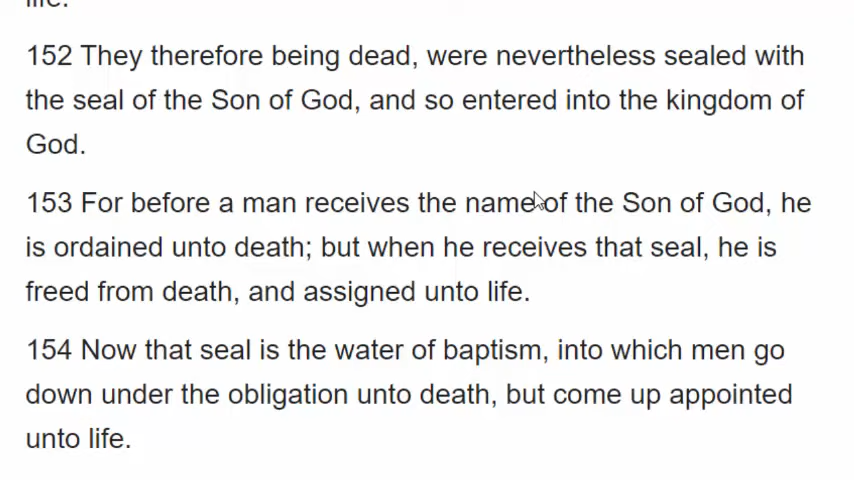 life.
152 They therefore being dead, were nevertheless sealed with
the seal of the Son of God, and so entered into the kingdom of
God.
153 For before a man receives the name of the Son of God, he
is ordained unto death; but when he receives that seal, he is
freed from death, and assigned unto life.
154 Now that seal is the water of baptism, into which men go
down under the obligation unto death, but come up appointed
unto life.